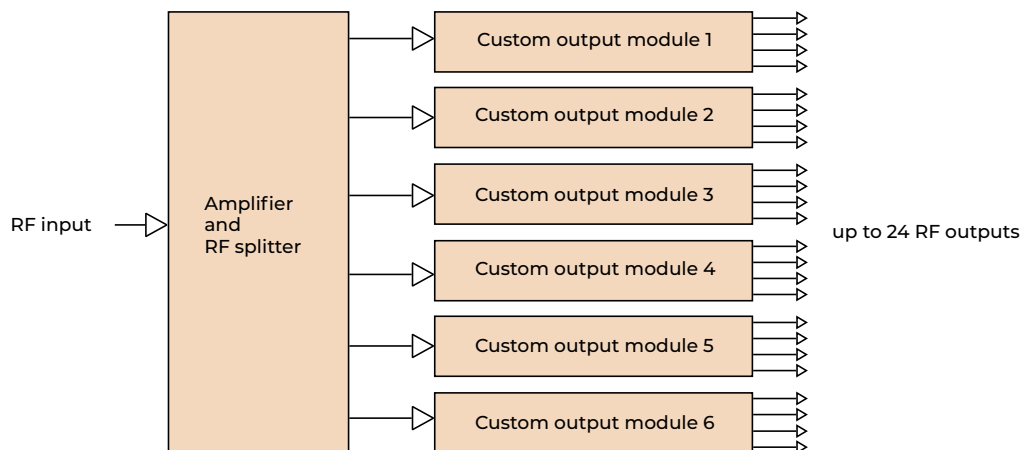 RF input
Amplifier
and
RF splitter
Custom output module 1
Custom output module 2
Custom output module 3
Custom output module 4
Custom output module 5
Custom output module 6
up to 24 RF outputs